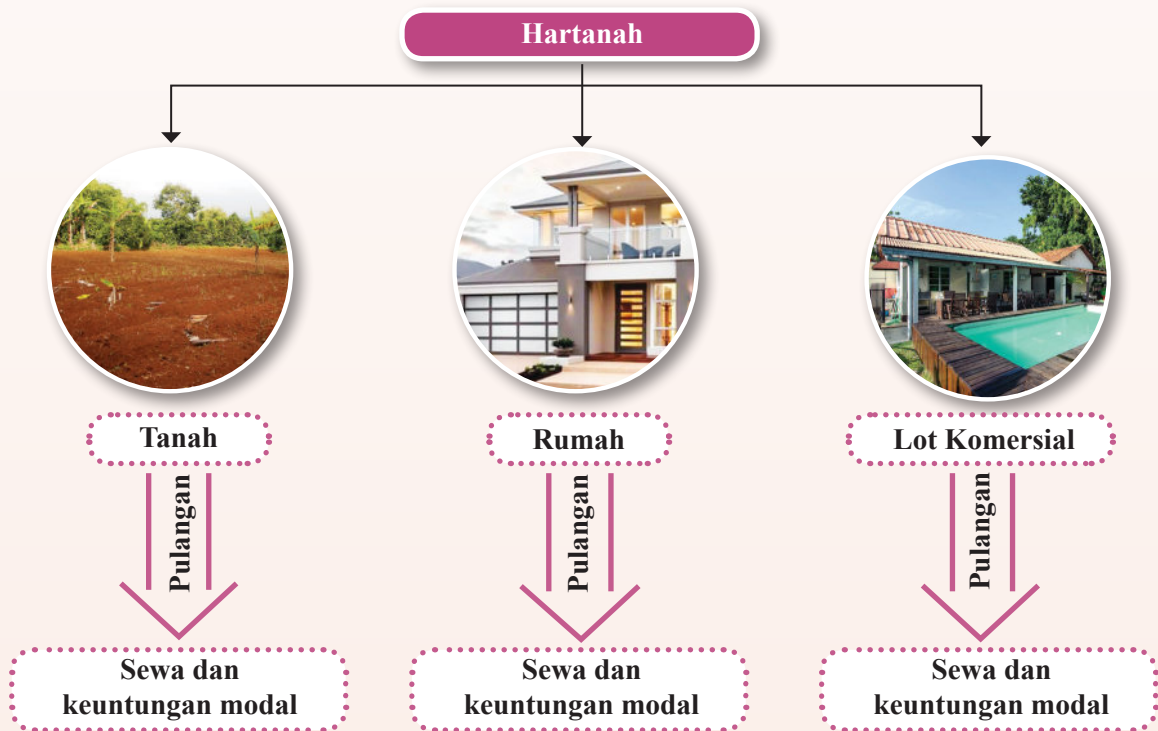 Hartanah
Tanah
Rumah
Lot Komersial
Pulangan
Pulangan
Pulangan
Sewa dan
keuntungan modal
Sewa dan
keuntungan modal
Sewa dan
keuntungan modal